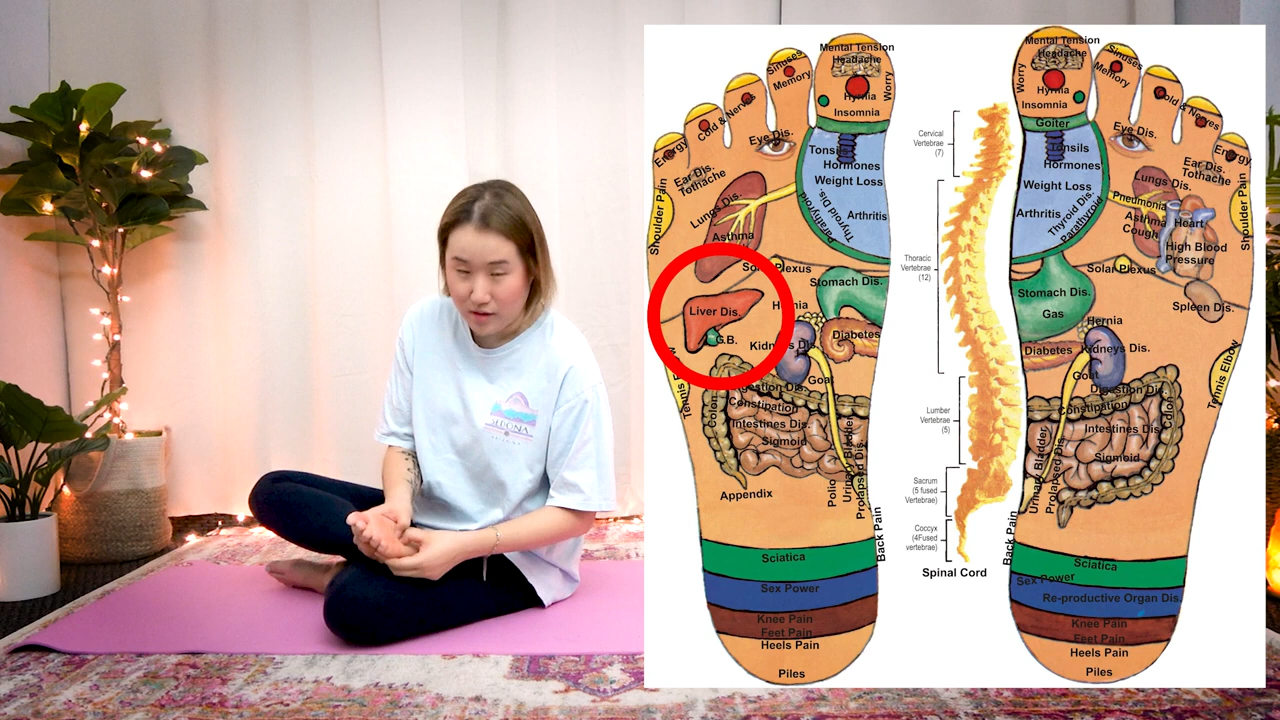 SEDONA
Mental Tension
Headache
Worry
Hyrnia
Insomnia
Sinuses
Memory
Cold & Nerves
Energy
Eye Dis.
Ear Dis.
Tothache
Shoulder Pain
Tonsils
Hormones
Weight Loss
Thyroid Dis.
Parathyroid
Arthritis
Lungs Dis.
Asthma
Solar Plexus
Stomach Dis.
Liver Dis.
G.B.
Hernia
Kidneys Dis.
Diabetes
Goat
Digestion Dis.
Colon
Constipation
Intestines Dis.
Sigmoid
Appendix
Polio
Urinary Bladder
Prolapsed Dis.
Back Pain
Sciatica
Sex Power
Knee Pain
Feet Pain
Heels Pain
Piles
Cervical
Vertebrae
(7)
Thoracic
Vertebrae
(12)
Lumber
Vertebrae
(5)
Sacrum
(5 fused
Vertebrae)
Coccyx
(4Fused
vertebrae)
Spinal Cord
Mental Tension
Headache
Worry
Hyrnia
Insomnia
Goiter
Sinuses
Memory
Cold & Nerves
Energy
Eye Dis.
Ear Dis.
Tothache
Shoulder Pain
Tonsils
Hormones
Weight Loss
Arthritis
Thyroid Dis.
Parathyroid
Lungs Dis.
Pneumonia
Asthma
Cough
Heart
High Blood
Pressure
Solar Plexus
Spleen Dis.
Stomach Dis.
Gas
Hernia
Diabetes
Kidneys Dis.
Goat
Tennis Elbow
Digestion Dis.
Constipation
Colon
Intestines Dis.
Sigmoid
Urinary Bladder
Prolapsed Dis.
Back Pain
Sciatica
Sex Power
Re-productive Organ Dis.
Knee Pain
Feet Pain
Heels Pain
Piles